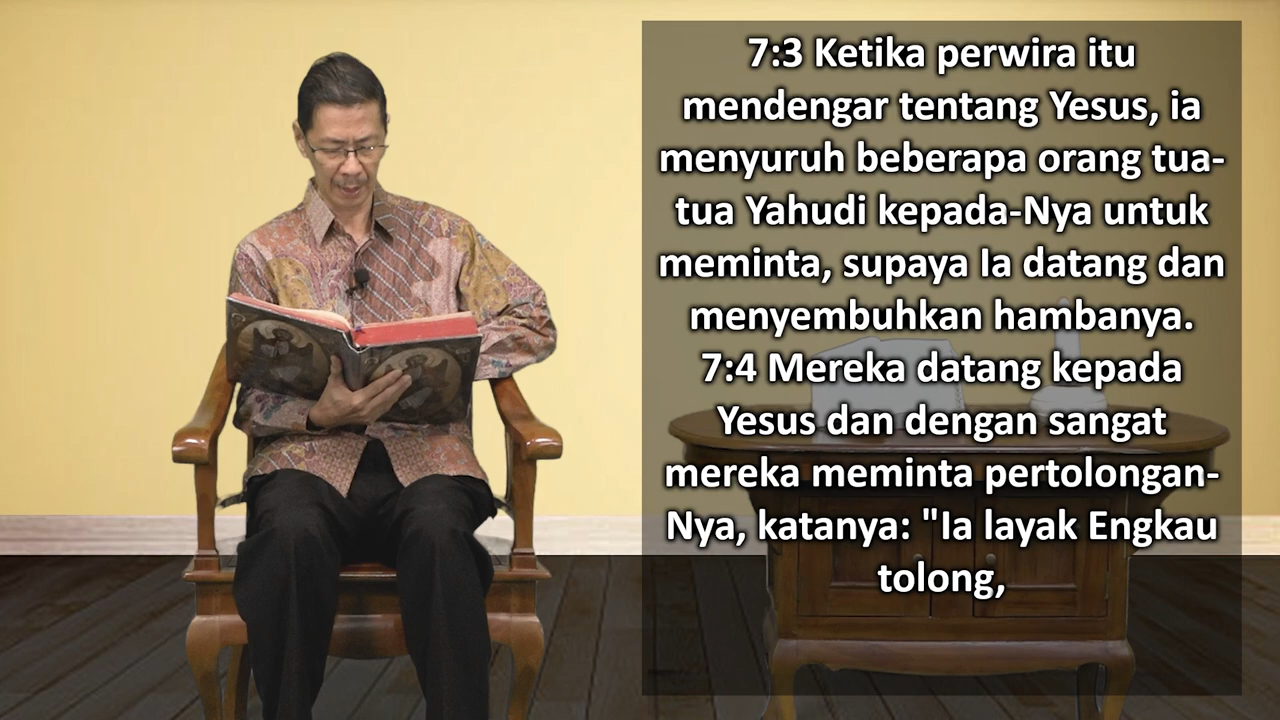 7:3 Ketika perwira itu
mendengar tentang Yesus, ia
menyuruh beberapa orang tua-
tua Yahudi kepada-Nya untuk
meminta, supaya Ia datang dan
menyembuhkan hambanya.
7:4 Mereka datang kepada
Yesus dan dengan sangat
mereka meminta pertolongan-
Nya, katanya: "Ia layak Engkau
tolong,